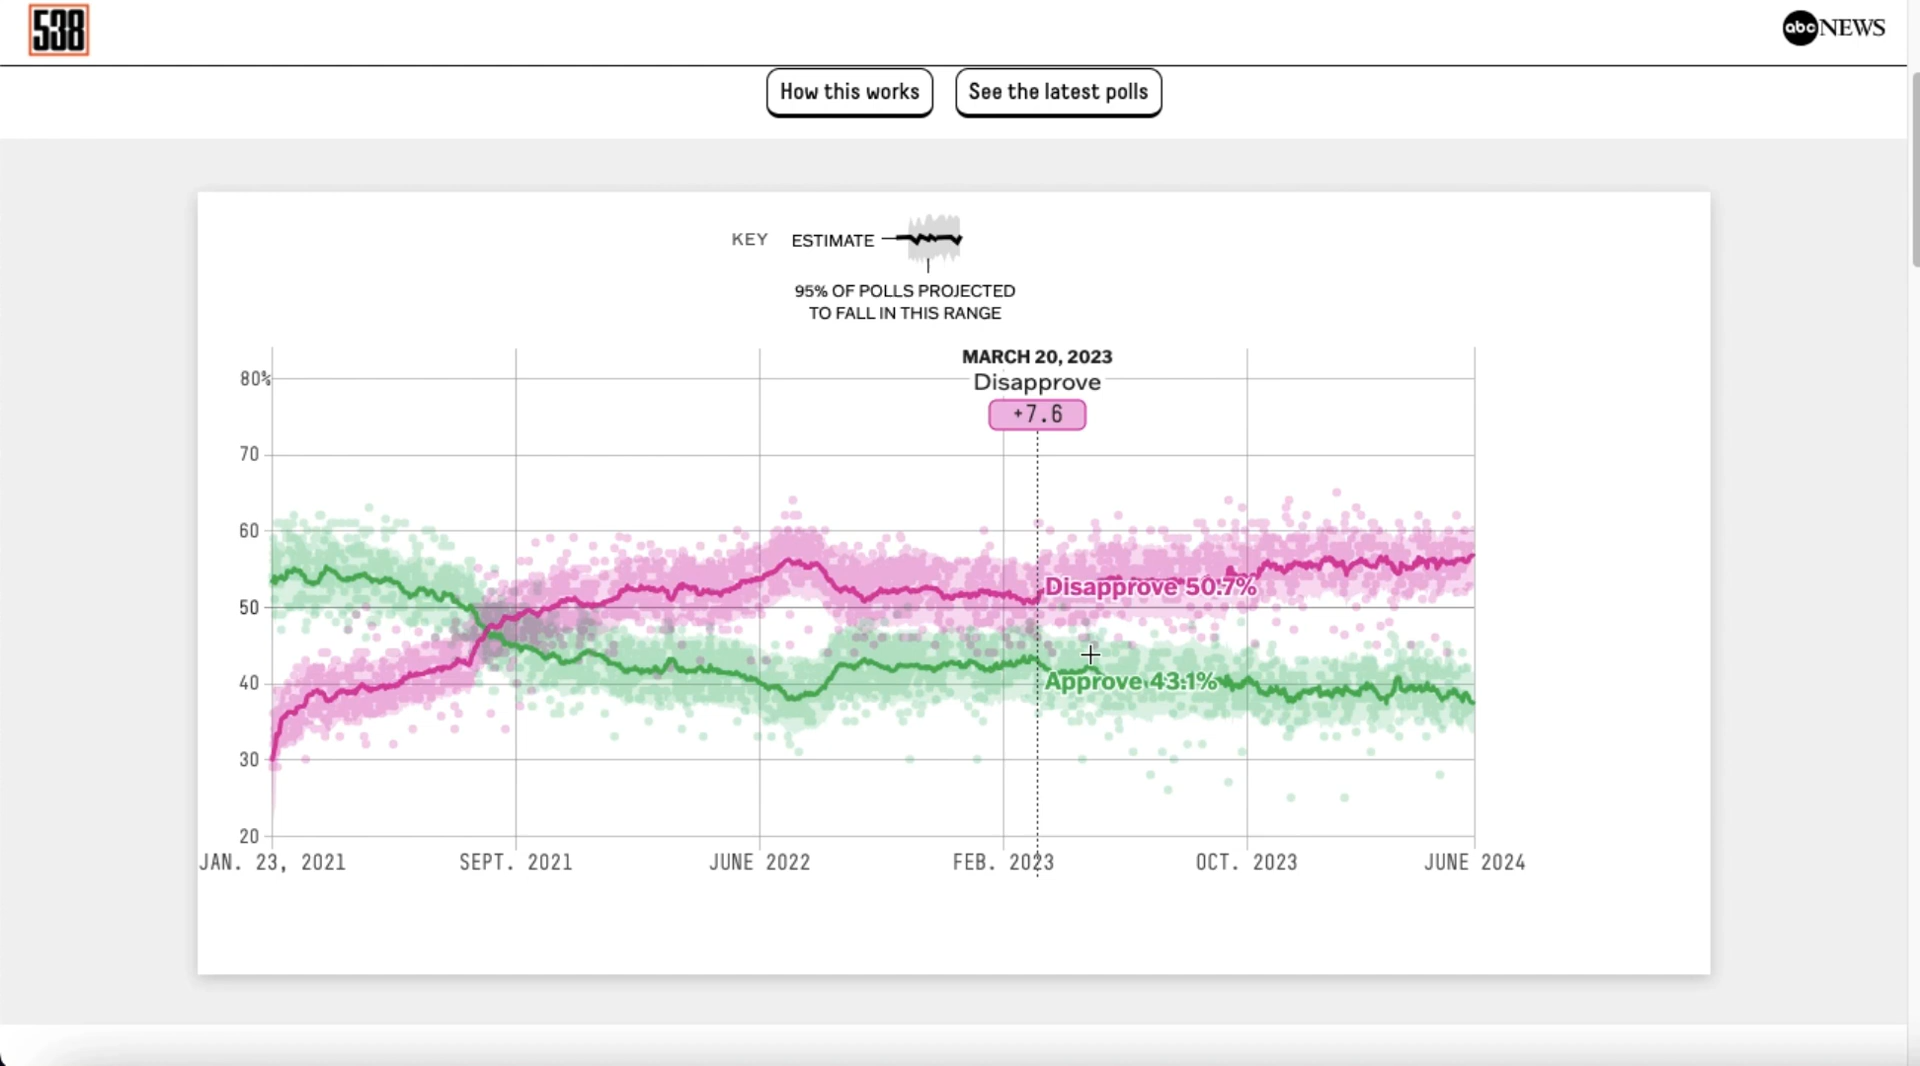 538
abc NEWS
How this works
See the latest polls
KEY
ESTIMATE
95% OF POLLS PROJECTED
TO FALL IN THIS RANGE
MARCH 20, 2023
Disapprove
+7.6
80%
70
60
50
40
30
20
Disapprove 50.7%
Approve 43.1%
JAN. 23, 2021
SEPT. 2021
JUNE 2022
FEB. 2023
OCT. 2023
JUNE 2024